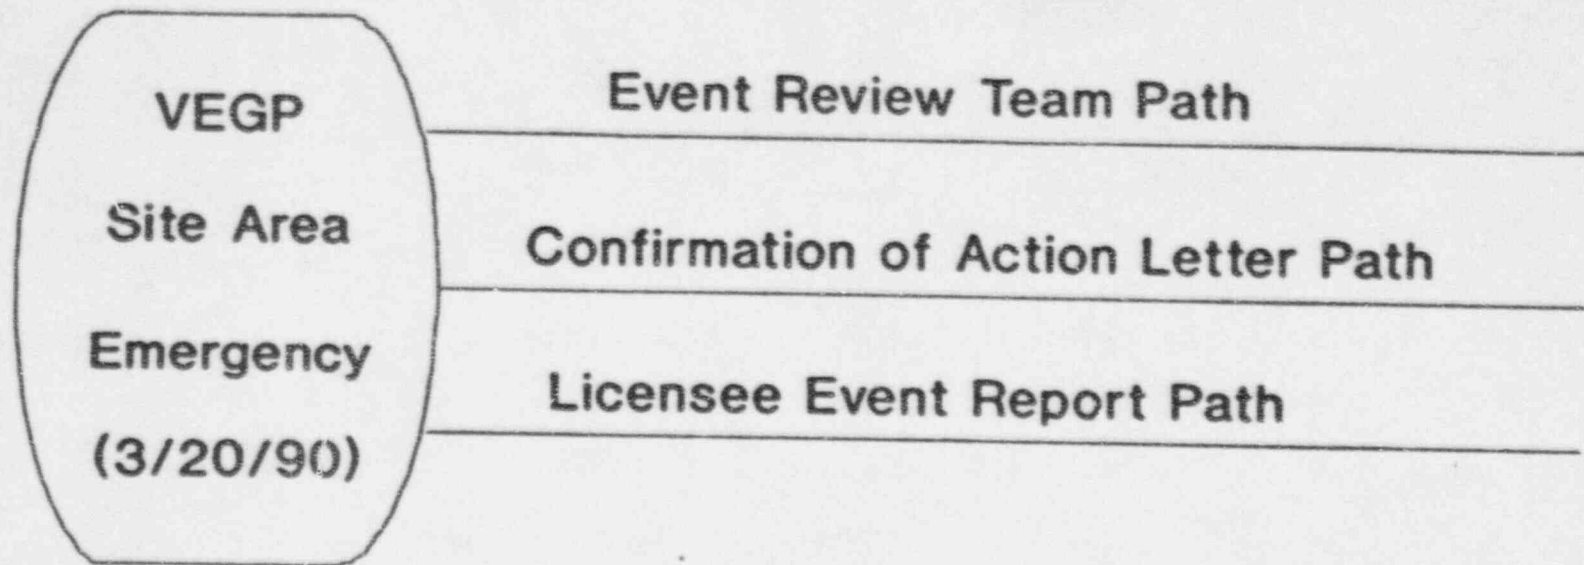 VEGP
Site Area
Emergency
(3/20/90)
Event Review Team Path
Confirmation of Action Letter Path
Licensee Event Report Path